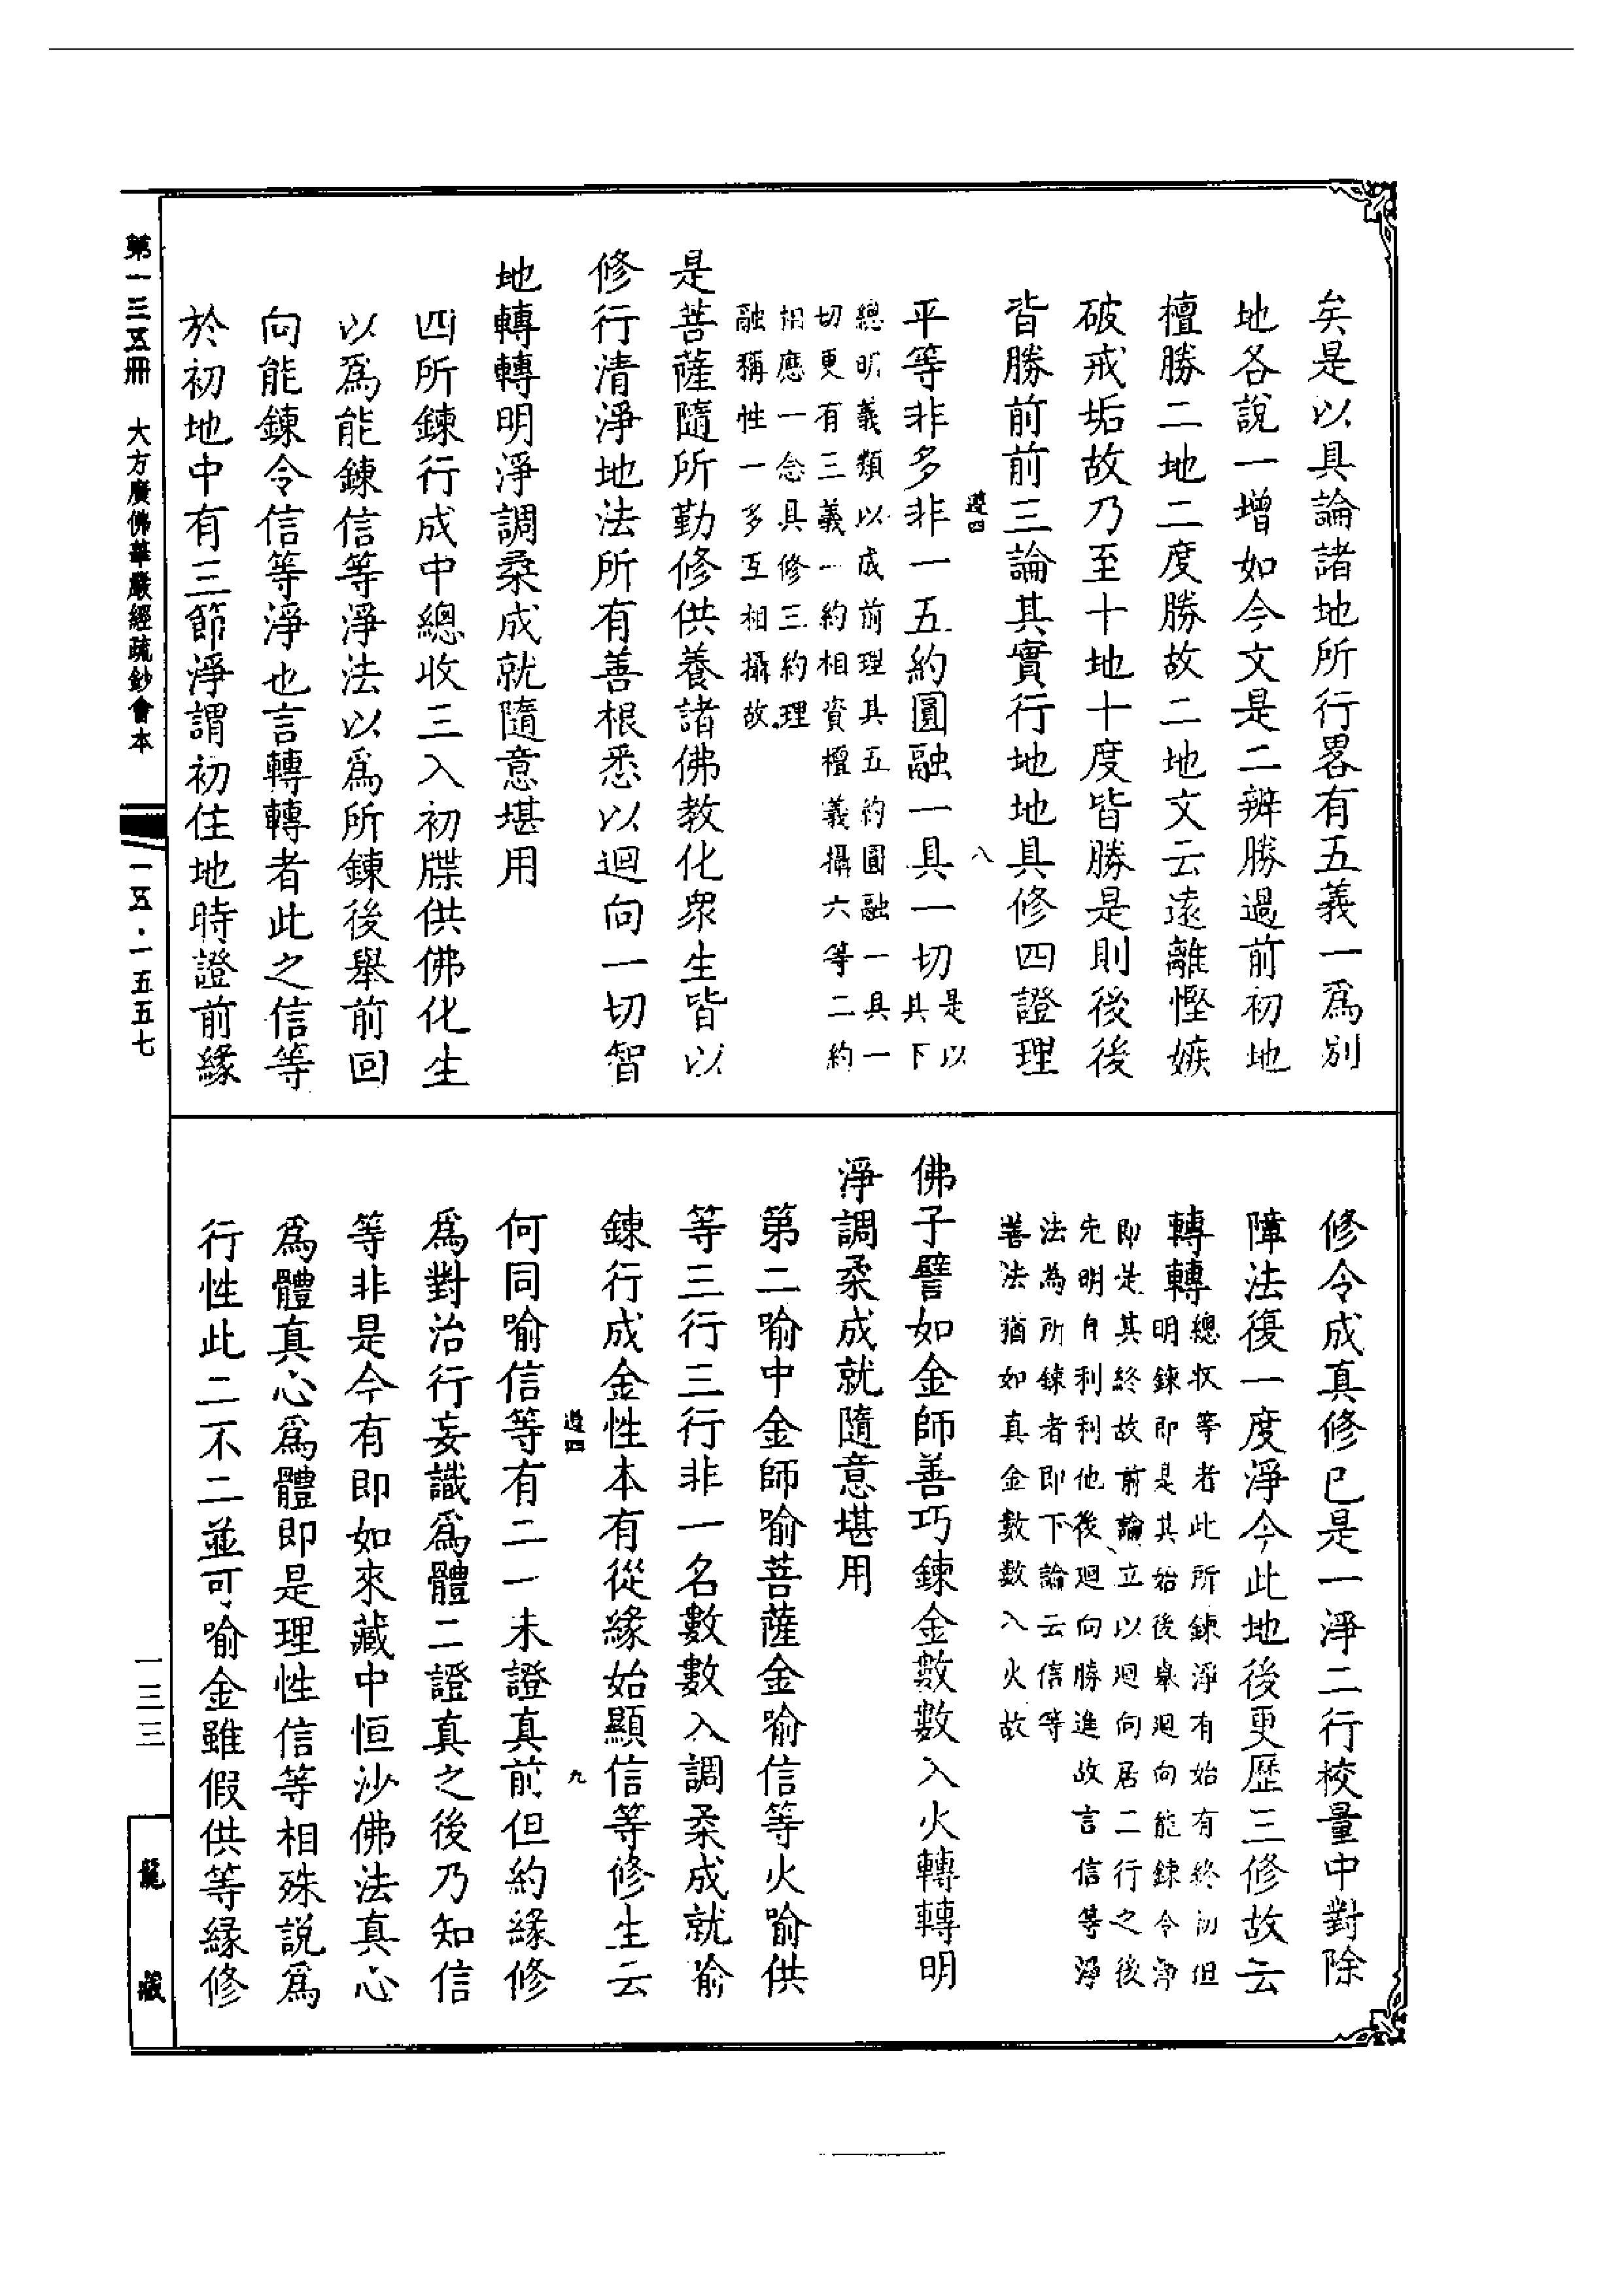 矣是以具論諸地所行畧有五義一爲別
地各說一增如今文是二辨勝過前初地
檀勝二地二度勝故二地文云遠離慳嫉
破戒垢故乃至十地十度皆勝是則後後
皆勝前前三論其實行地地具修四證理
遵四
八
平等非多非一五約圓融一具一切是以其下
總明義類以成前理其五約圓融一具一
切更有三義一約相資檀義攝六等二約
相應一念具修三約理
融稱性一多互相攝故
是菩薩隨所勤修供養諸佛教化衆生皆以
修行清淨地法所有善根悉以迴向一切智
地轉轉明淨調柔成就隨意堪用
四所鍊行成中總收三入初牒供佛化生
以爲能鍊信等淨法以爲所鍊後舉前回
向能鍊令信等淨也言轉轉者此之信等
於初地中有三節淨謂初住地時證前緣
修令成真修已是一淨二行校量中對除
障法復一度淨今此地後更歷三修故云
轉轉總收等者此所鍊淨有始有終初但
明鍊即是其始後舉迴向能鍊令淨
即是其終故前論立以迴向居二行之後
先明自利利他後迴向勝進故言信等淨
法為所鍊者即下論云信等
善法猶如真金數數入火故
佛子譬如金師善巧鍊金數數入火轉轉明
淨調柔成就隨意堪用
第二喻中金師喻菩薩金喻信等火喻供
等三行三行非一名數數入調柔成就喻
鍊行成金性本有從緣始顯信等修生云
遵四
九
何同喻信等有二一未證真前但約緣修
爲對治行妄識爲體二證真之後乃知信
等非是今有即如來藏中恒沙佛法真心
爲體真心爲體即是理性信等相殊説爲
行性此二不二並可喻金雖假供等緣修
第一三五冊　大方廣佛華嚴經疏鈔會本
一五·一五五七
一三三
龍藏